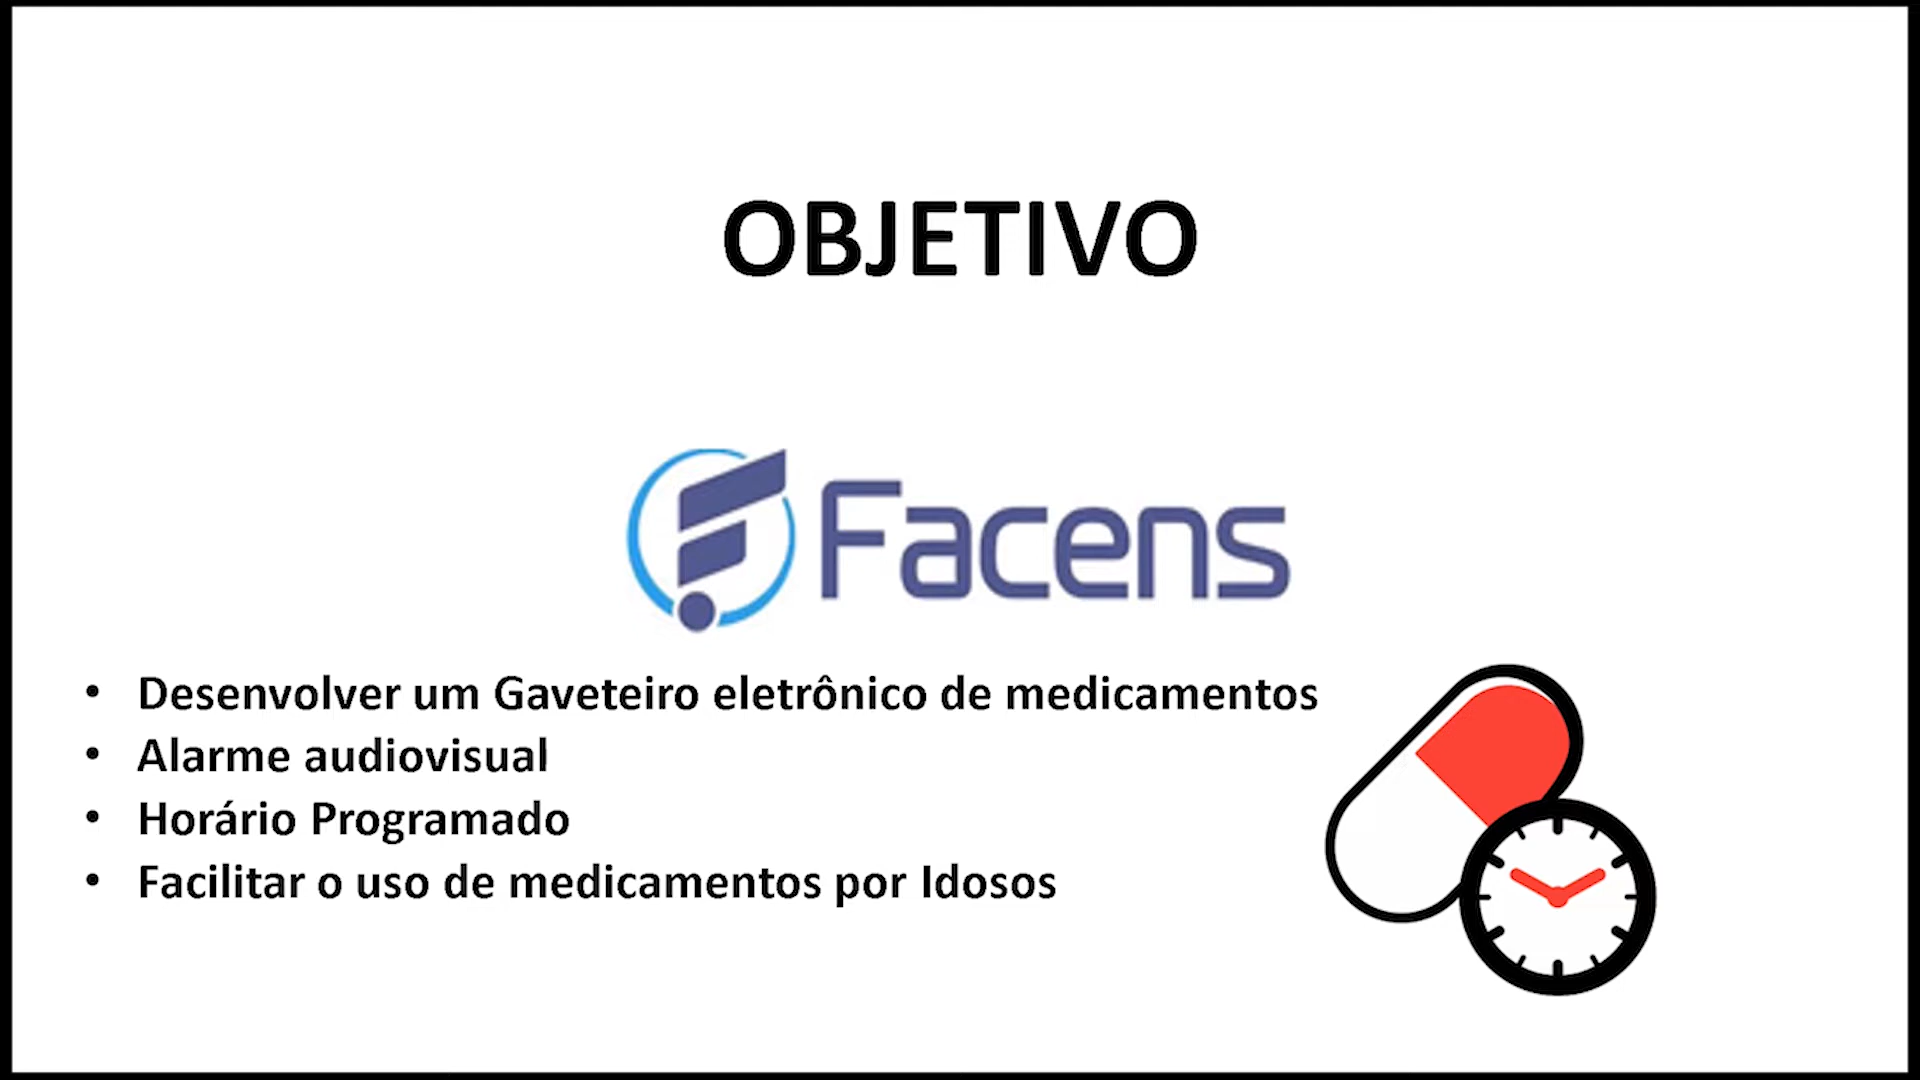 OBJETIVO
Facens
• Desenvolver um Gaveteiro eletrônico de medicamentos
• Alarme audiovisual
• Horário Programado
• Facilitar o uso de medicamentos por Idosos